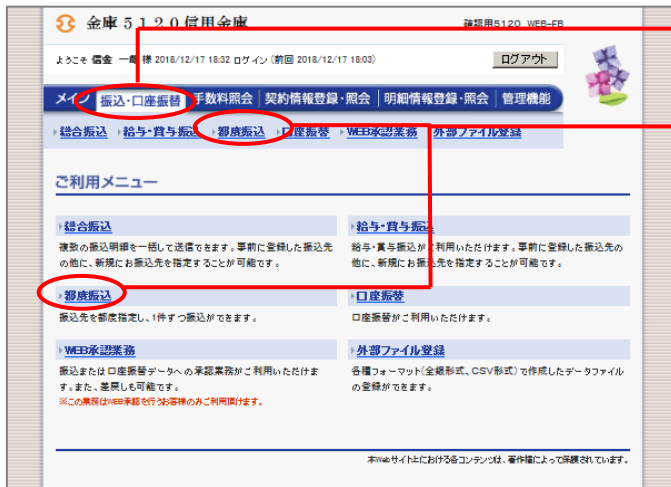 金庫5120信用金庫
確認用5120 WEB-FB
ようこそ 信金 一郎 様 2018/12/17 18:32 ログイン (前回 2018/12/17 18:03)
ログアウト
メイン 振込・口座振替 手数料照会 契約情報登録・照会 明細情報登録・照会 管理機能
総合振込 給与・賞与振込 都度振込 口座振替 WEB承認業務 外部ファイル登録
ご利用メニュー
総合振込
複数の振込明細を一括して送信できます。事前に登録した振込先
の他に、新規にお振込先を指定することが可能です。
給与・賞与振込
給与・賞与振込がご利用いただけます。事前に登録した振込先の
他に、新規にお振込先を指定することが可能です。
都度振込
振込先を都度指定し、1件ずつ振込ができます。
口座振替
口座振替がご利用いただけます。
WEB承認業務
振込または口座振替データへの承認業務がご利用いただけま
す。また、差戻しも可能です。
※この業務はWEB承認を行うお客様のみご利用頂けます。
外部ファイル登録
各種フォーマット(全銀形式、CSV形式)で作成したデータファイル
の登録ができます。
本Webサイト上における各コンテンツは、著作権によって保護されています。